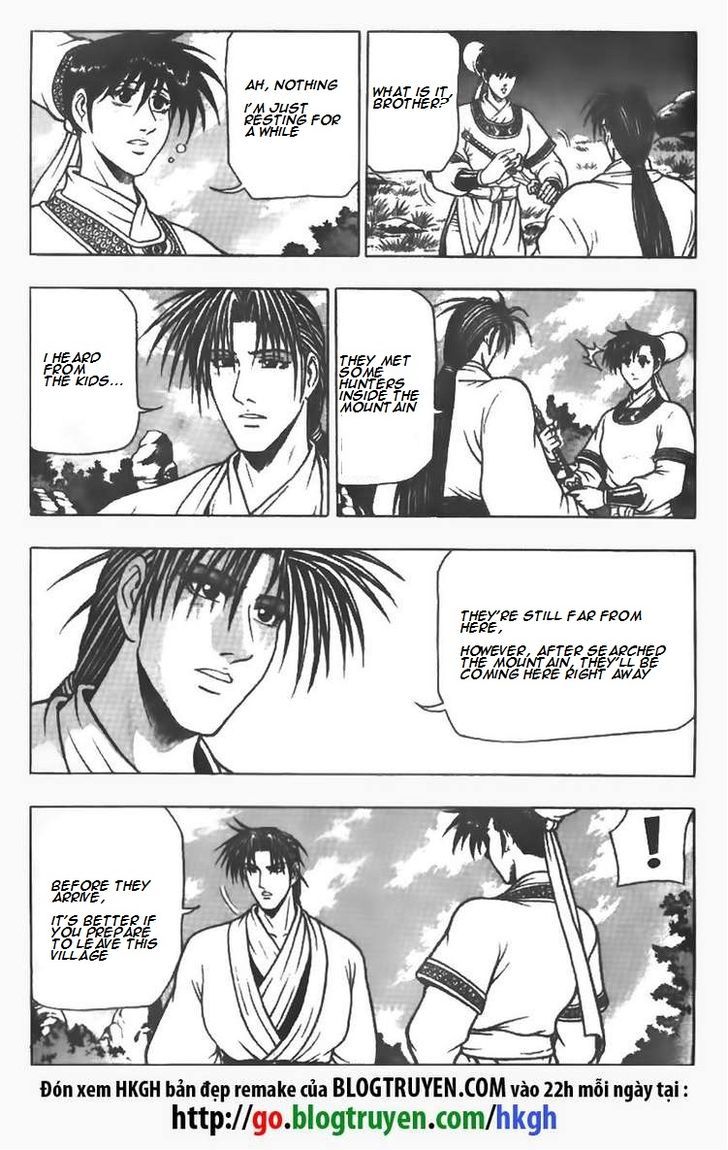 AH, NOTHING
I'M JUST
RESTING FOR
A WHILE
WHAT IS IT,
BROTHER?
I HEARD
FROM
THE KIDS...
THEY MET
SOME
HUNTERS
INSIDE THE
MOUNTAIN
THEY'RE STILL FAR FROM
HERE,
HOWEVER, AFTER SEARCHED
THE MOUNTAIN, THEY'LL BE
COMING HERE RIGHT AWAY
BEFORE THEY
ARRIVE,
IT'S BETTER IF
YOU PREPARE
TO LEAVE THIS
VILLAGE
!
Đón xem HKGH bản đẹp remake của BLOGTRUYEN.COM vào 22h mỗi ngày tại :
http://go.blogtruyen.com/hkgh